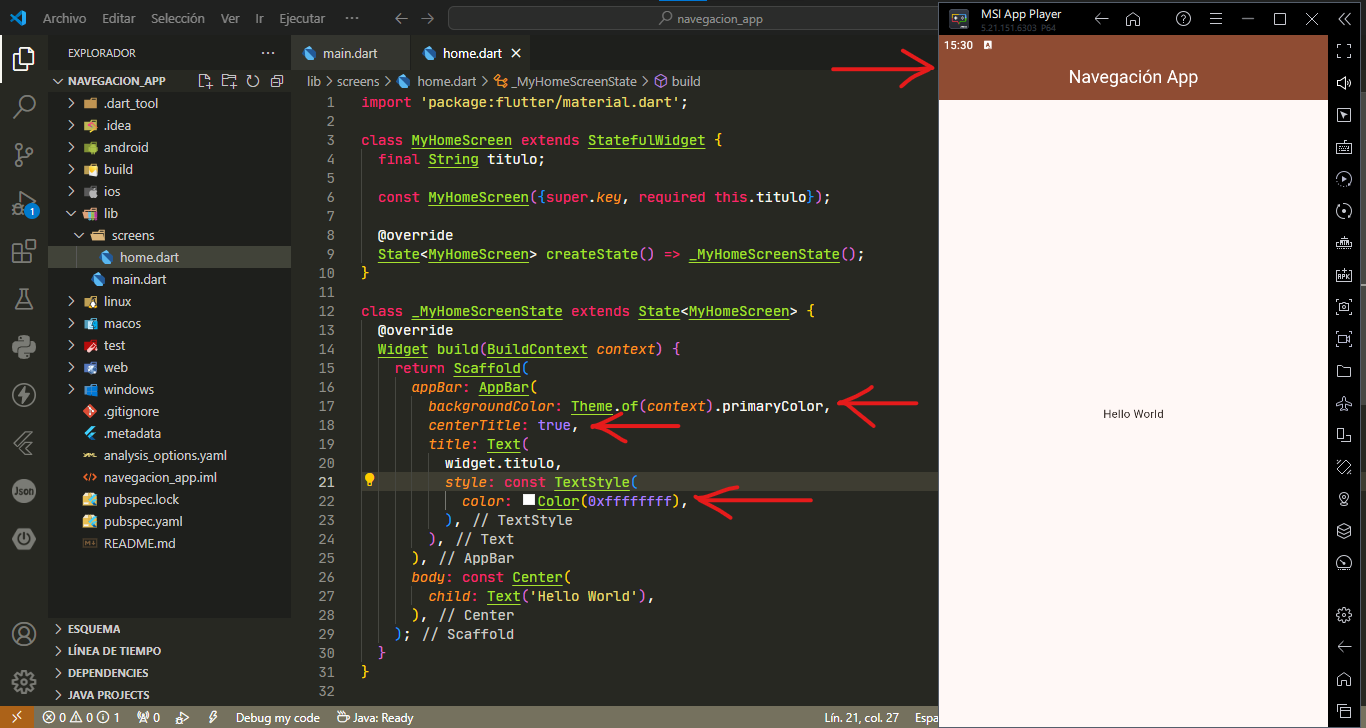 Archivo Editar Selección Ver Ir Ejecutar ···
navegacion_app
MSI App Player
5.21.151.6303 P64
EXPLORADOR ···
NAVEGACION_APP
.dart_tool
.idea
android
build
ios
lib
screens
home.dart
main.dart
linux
macos
test
web
windows
.gitignore
.metadata
analysis_options.yaml
navegacion_app.iml
pubspec.lock
pubspec.yaml
README.md
ESQUEMA
LÍNEA DE TIEMPO
DEPENDENCIES
JAVA PROJECTS
1
Json
main.dart
home.dart
lib > screens > home.dart > _MyHomeScreenState > build
1 import 'package:flutter/material.dart';
2
3 class MyHomeScreen extends StatefulWidget {
4 final String titulo;
5
6 const MyHomeScreen({super.key, required this.titulo});
7
8 @override
9 State<MyHomeScreen> createState() => _MyHomeScreenState();
10 }
11
12 class _MyHomeScreenState extends State<MyHomeScreen> {
13 @override
14 Widget build(BuildContext context) {
15 return Scaffold(
16 appBar: AppBar(
17 backgroundColor: Theme.of(context).primaryColor,
18 centerTitle: true,
19 title: Text(
20 widget.titulo,
21 style: const TextStyle(
22 color: Color(0xffffffff),
23 ), // TextStyle
24 ), // Text
25 ), // AppBar
26 body: const Center(
27 child: Text('Hello World'),
28 ), // Center
29 ); // Scaffold
30 }
31 }
32
15:30
Navegación App
Hello World
APK
0 0 1 0 Debug my code Java: Ready Lín. 21, col. 27 Espa